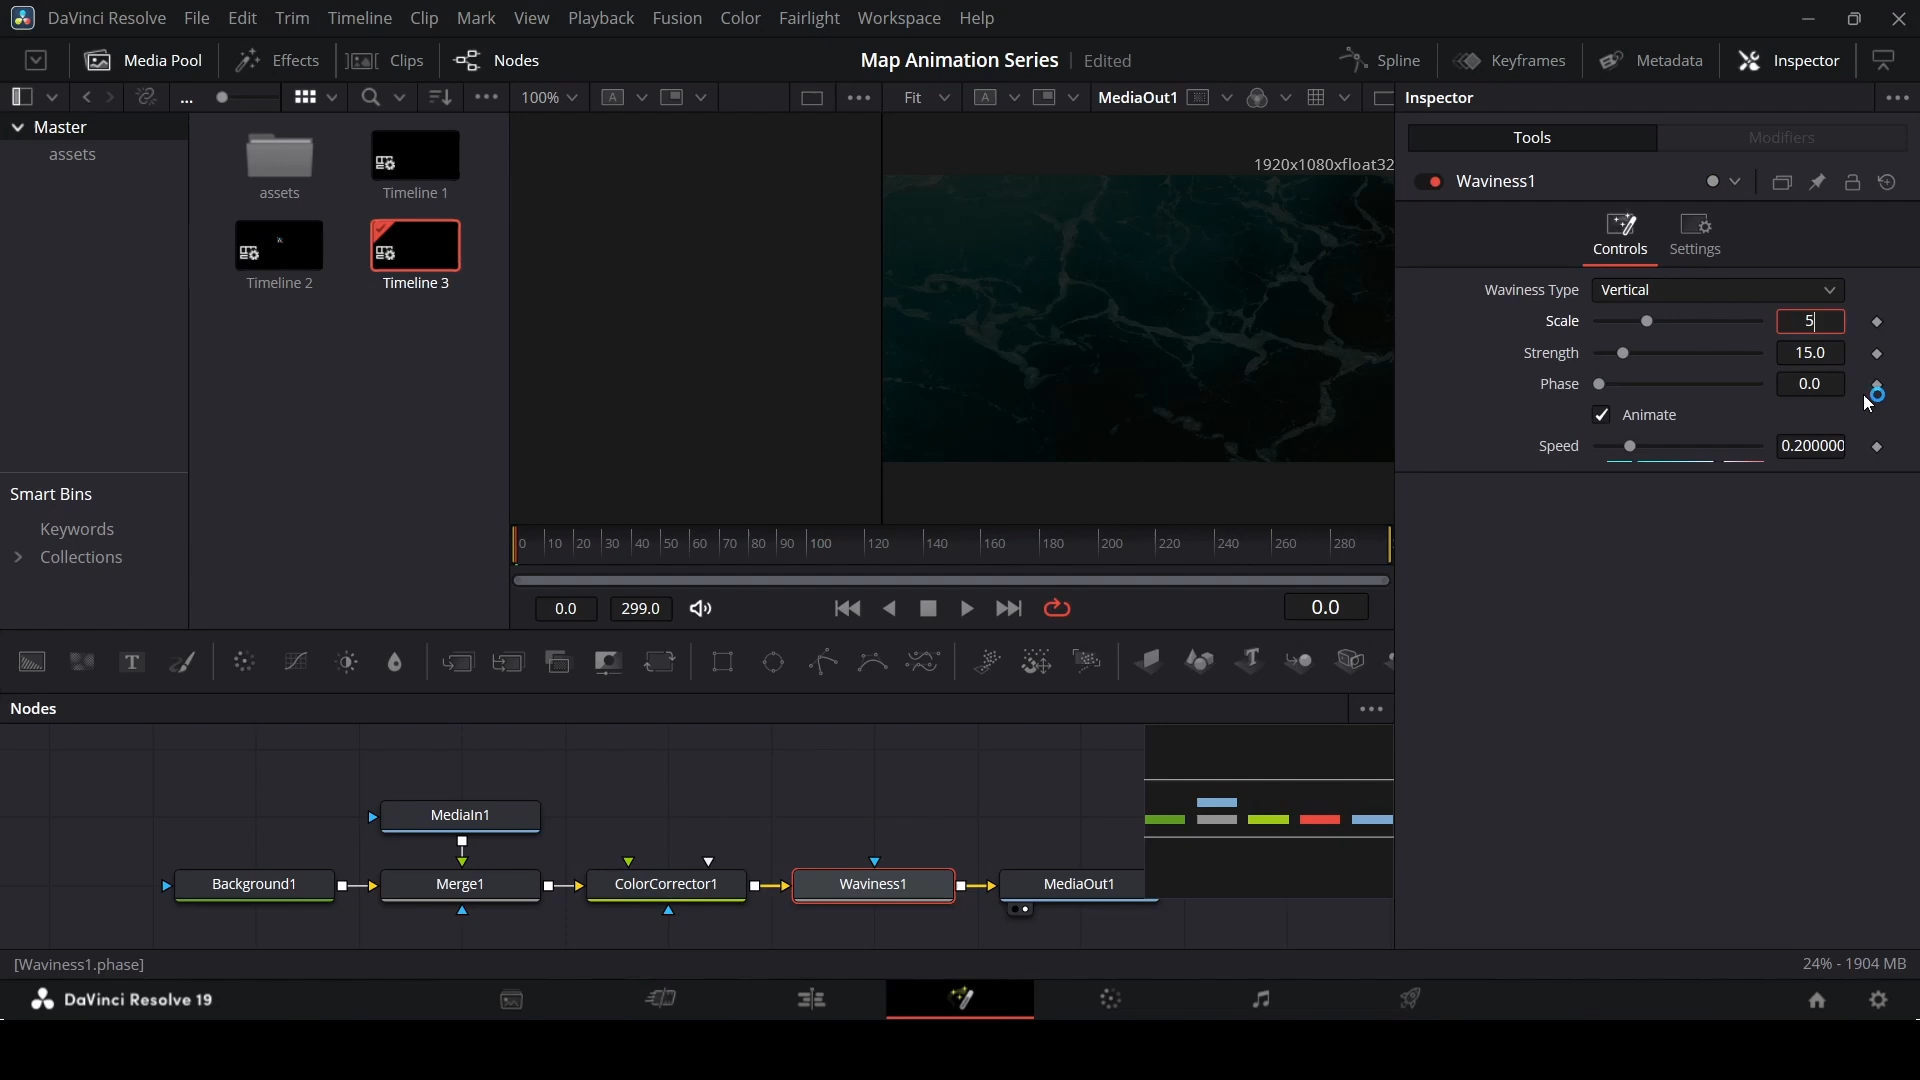 DaVinci Resolve File Edit Trim Timeline Clip Mark View Playback Fusion Color Fairlight Workspace Help
Media Pool Effects Clips Nodes Map Animation Series Edited Spline Keyframes Metadata Inspector
... 100% A Fit A MediaOut1 Inspector
Master
assets
assets
Timeline 1
Timeline 2
Timeline 3
Smart Bins
Keywords
Collections
1920x1080xfloat32
Tools Modifiers
Waviness1
Controls Settings
Waviness Type Vertical
Scale 5
Strength 15.0
Phase 0.0
Animate
Speed 0.200000
0 10 20 30 40 50 60 70 80 90 100 120 140 160 180 200 220 240 260 280
0.0 299.0 0.0
T T
Nodes
MediaIn1
Background1 Merge1 ColorCorrector1 Waviness1 MediaOut1
[Waviness1.phase] 24% - 1904 MB
DaVinci Resolve 19